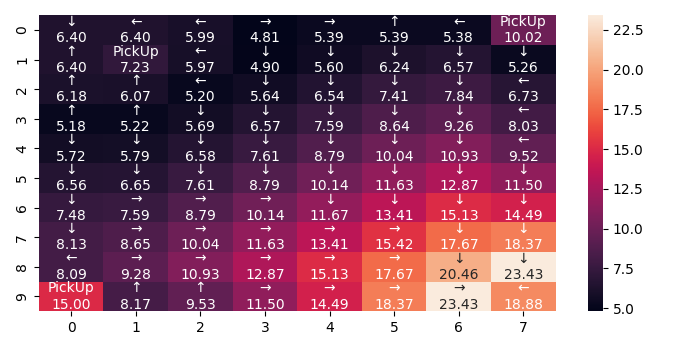 ↓ ← ← → → ↑ ← PickUp
0 6.40 6.40 5.99 4.81 5.39 5.39 5.38 10.02
↑ PickUp ← ↓ ↓ ↓ ↓ ↓
1 6.40 7.23 5.97 4.90 5.60 6.24 6.57 5.26
↑ ↑ ← ↓ ↓ ↓ ↓ ←
2 6.18 6.07 5.20 5.64 6.54 7.41 7.84 6.73
↑ ↑ ↓ ↓ ↓ ↓ ↓ ←
3 5.18 5.22 5.69 6.57 7.59 8.64 9.26 8.03
↓ ↓ ↓ ↓ ↓ ↓ ↓ ←
4 5.72 5.79 6.58 7.61 8.79 10.04 10.93 9.52
↓ ↓ ↓ ↓ ↓ ↓ ↓ ↓
5 6.56 6.65 7.61 8.79 10.14 11.63 12.87 11.50
↓ → → → ↓ ↓ ↓ ↓
6 7.48 7.59 8.79 10.14 11.67 13.41 15.13 14.49
↓ → → → → → ↓ ↓
7 8.13 8.65 10.04 11.63 13.41 15.42 17.67 18.37
← → → → → → ↓ ↓
8 8.09 9.28 10.93 12.87 15.13 17.67 20.46 23.43
PickUp ↑ ↑ → → → → ←
9 15.00 8.17 9.53 11.50 14.49 18.37 23.43 18.88
0 1 2 3 4 5 6 7
22.5
20.0
17.5
15.0
12.5
10.0
7.5
5.0